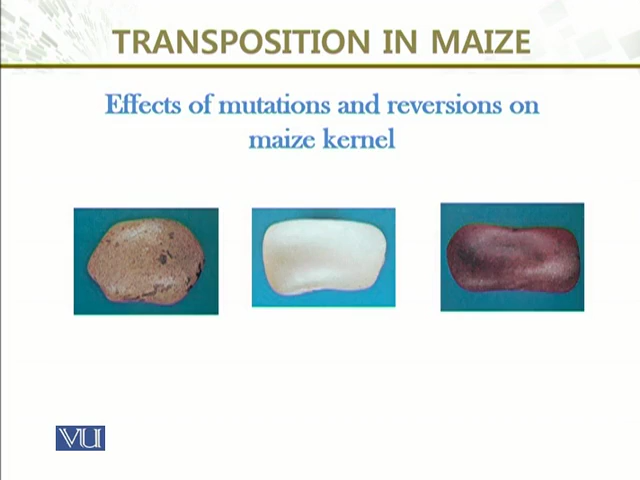 TRANSPOSITION IN MAIZE
Effects of mutations and reversions on
maize kernel
VU